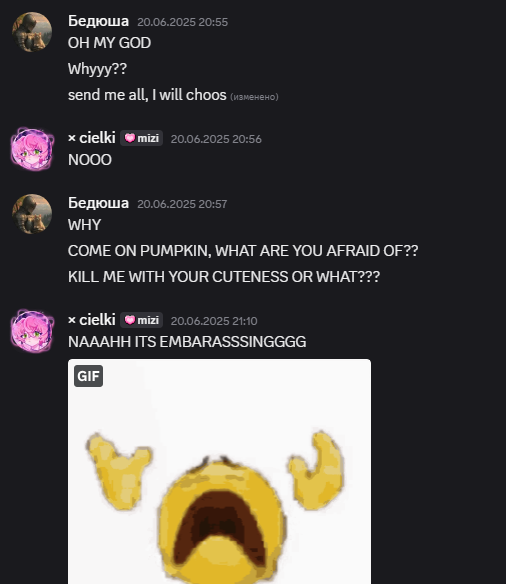 Бедюша 20.06.2025 20:55
OH MY GOD
Whyyy??
send me all, I will choos (изменено)
× cielki mizi 20.06.2025 20:56
NOOO
Бедюша 20.06.2025 20:57
WHY
COME ON PUMPKIN, WHAT ARE YOU AFRAID OF??
KILL ME WITH YOUR CUTENESS OR WHAT???
× cielki mizi 20.06.2025 21:10
NAAAHH ITS EMBARASSSINGGGG
GIF